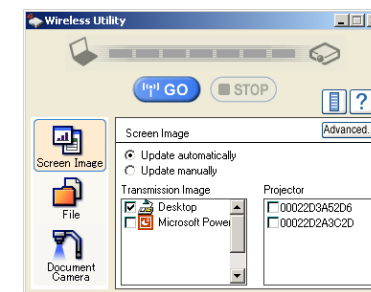 Wireless Utility
GO
STOP
?
Screen Image
Advanced.
Screen Image
Update automatically
Update manually
Transmission Image
Projector
Desktop
00022D3A52D6
Microsoft Power
00022D2A3C2D
File
Document
Camera